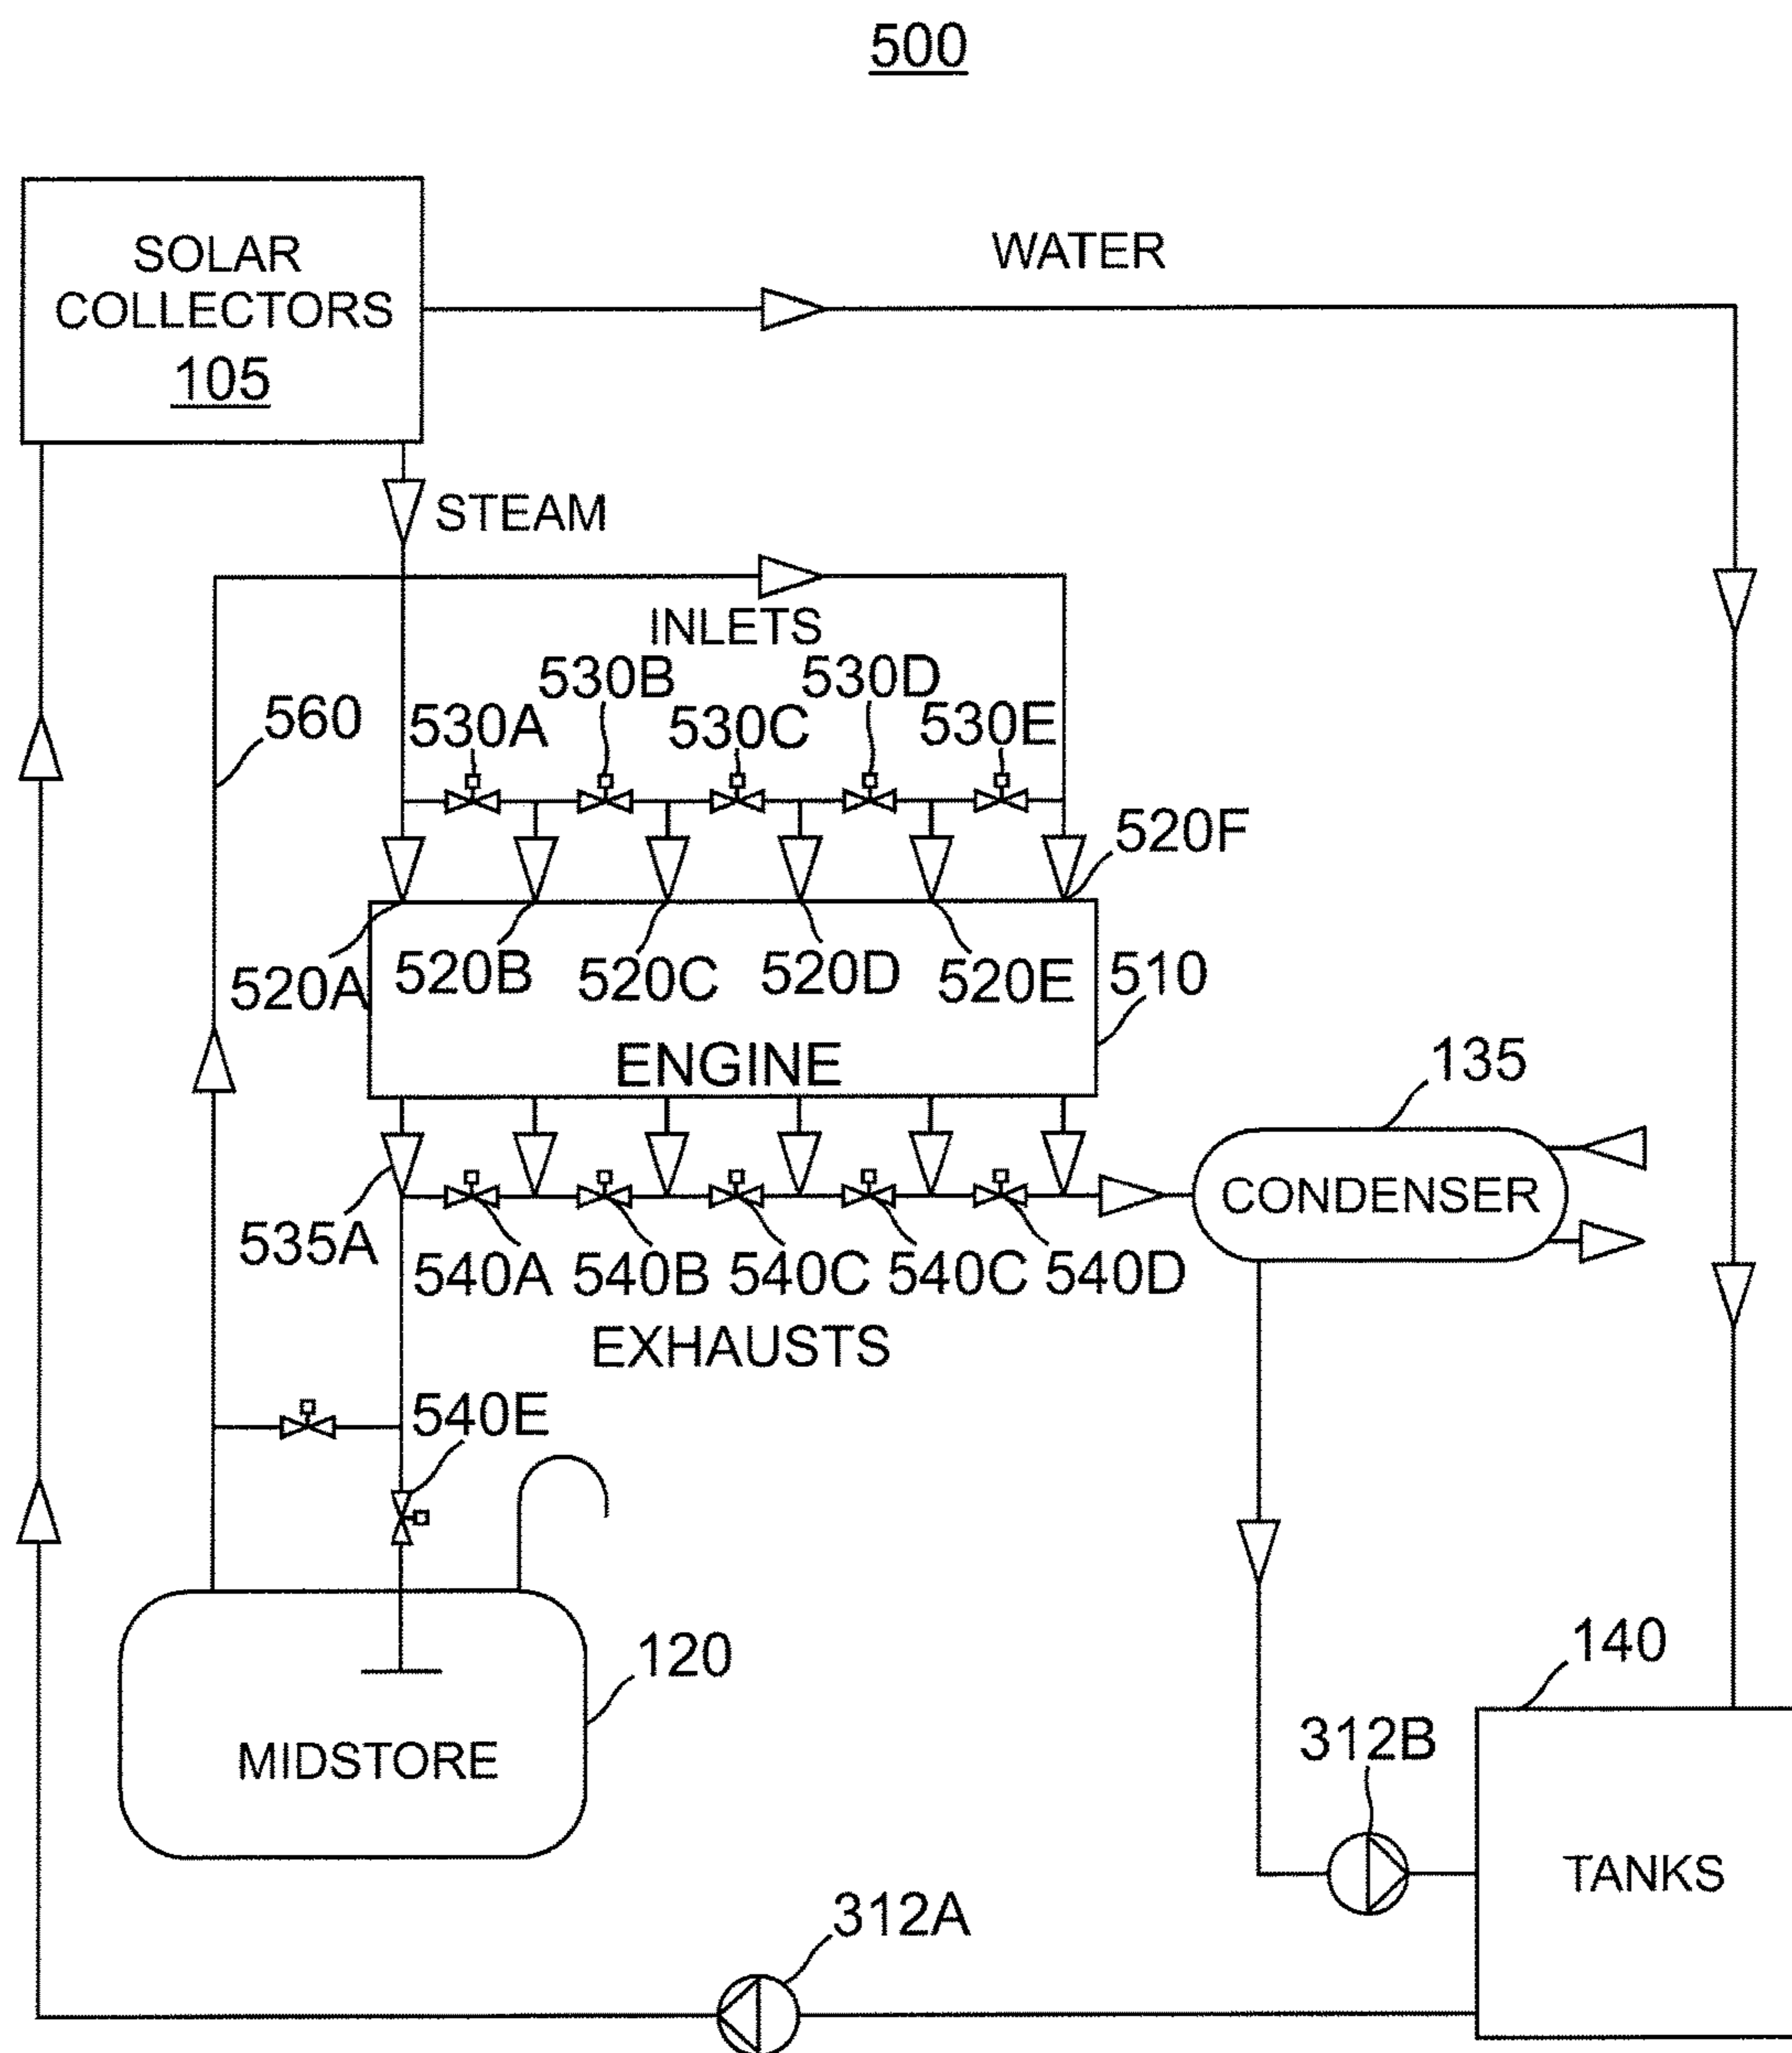 500
SOLAR
COLLECTORS
105
WATER
STEAM
INLETS
530B
530D
530A
530C
530E
560
520F
520A
520B
520C
520D
520E
510
ENGINE
135
CONDENSER
535A
540A
540B
540C
540C
540D
EXHAUSTS
540E
120
140
MIDSTORE
312B
TANKS
312A